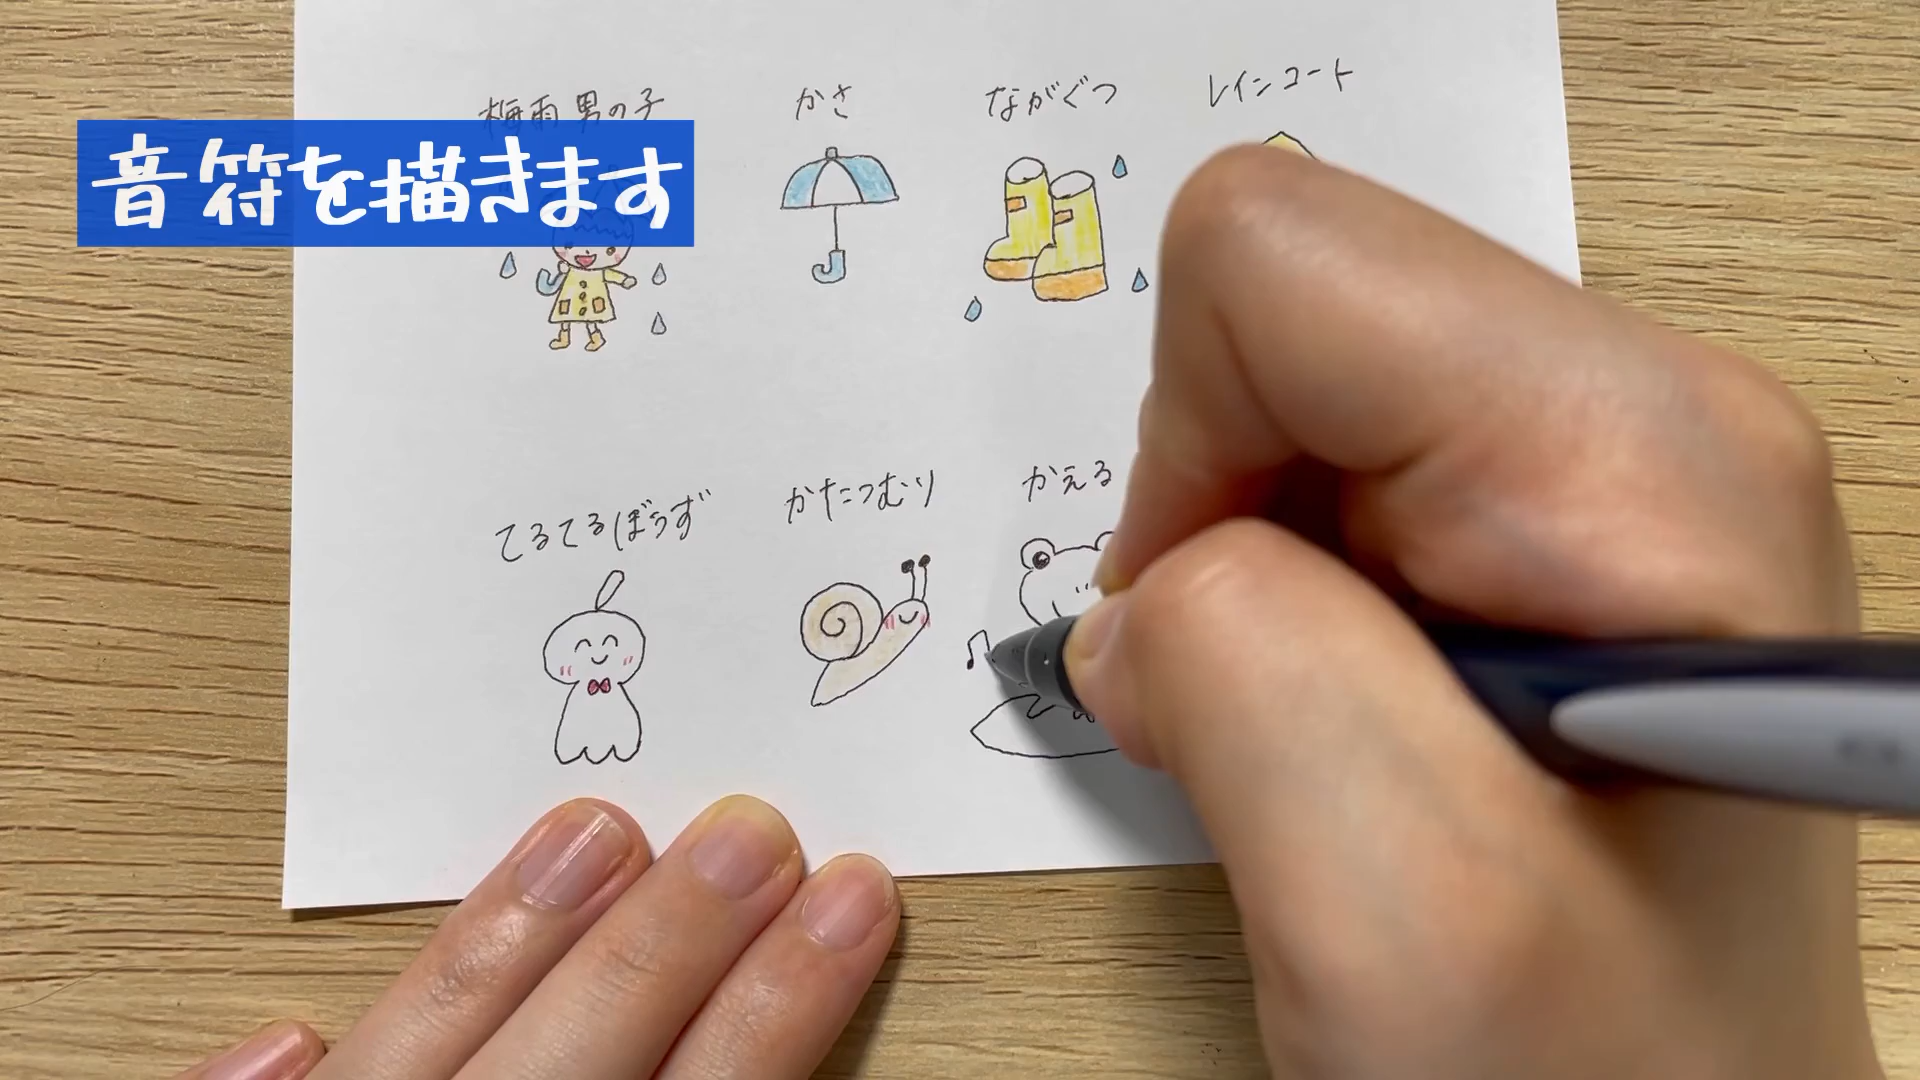 梅雨 男の子
かさ
ながぐつ
レインコート
音符を描きます
てるてるぼうず
かたつむり
かえる